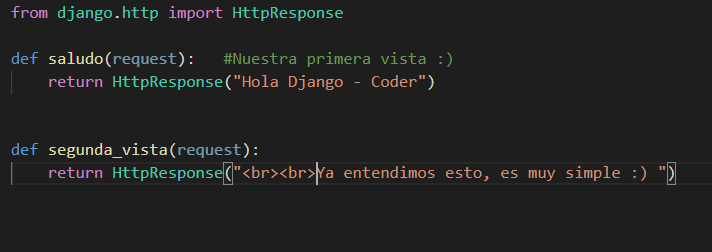 from django.http import HttpResponse
def saludo(request):   #Nuestra primera vista :)
    return HttpResponse("Hola Django - Coder")
def segunda_vista(request):
    return HttpResponse("<br><br>Ya entendimos esto, es muy simple :) ")